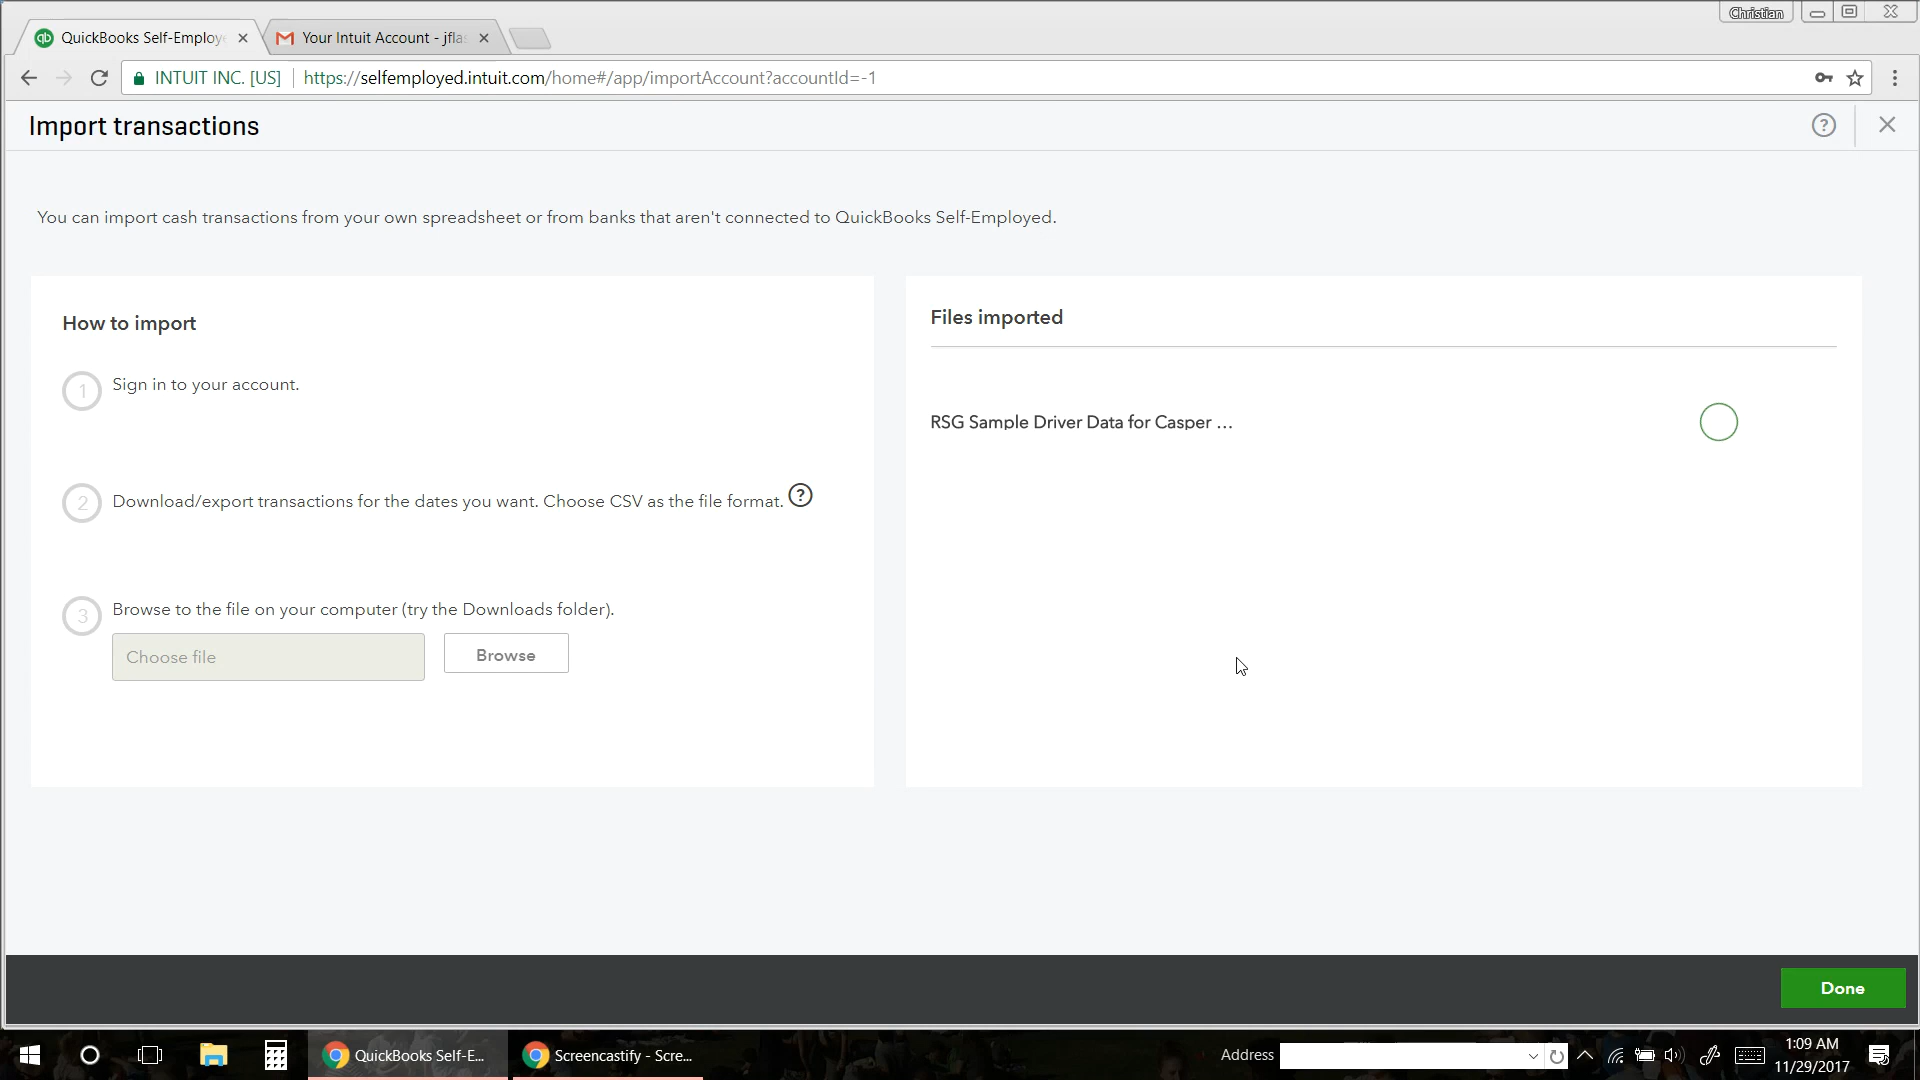 Christian
QuickBooks Self-Employe
Your Intuit Account - jfla
INTUIT INC. [US]
https://selfemployed.intuit.com/home#/app/importAccount?accountId=-1
Import transactions
You can import cash transactions from your own spreadsheet or from banks that aren't connected to QuickBooks Self-Employed.
How to import
1 Sign in to your account.
2 Download/export transactions for the dates you want. Choose CSV as the file format. ?
3 Browse to the file on your computer (try the Downloads folder).
Choose file
Browse
Files imported
RSG Sample Driver Data for Casper ...
Done
QuickBooks Self-E...
Screencastify - Scre...
Address
1:09 AM
11/29/2017